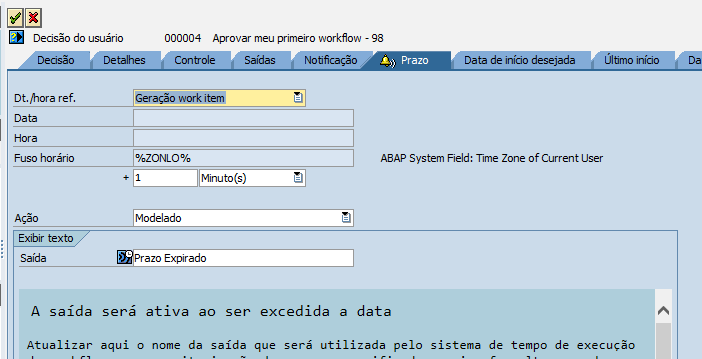 Decisão do usuário 000004 Aprovar meu primeiro workflow - 98
Decisão Detalhes Controle Saídas Notificação Prazo Data de início desejada Último início Da
Dt./hora ref. Geração work item
Data
Hora
Fuso horário %ZONLO% ABAP System Field: Time Zone of Current User
+ 1 Minuto(s)
Ação Modelado
Exibir texto
Saída Prazo Expirado
A saída será ativa ao ser excedida a data
Atualizar aqui o nome da saída que será utilizada pelo sistema de tempo de execução